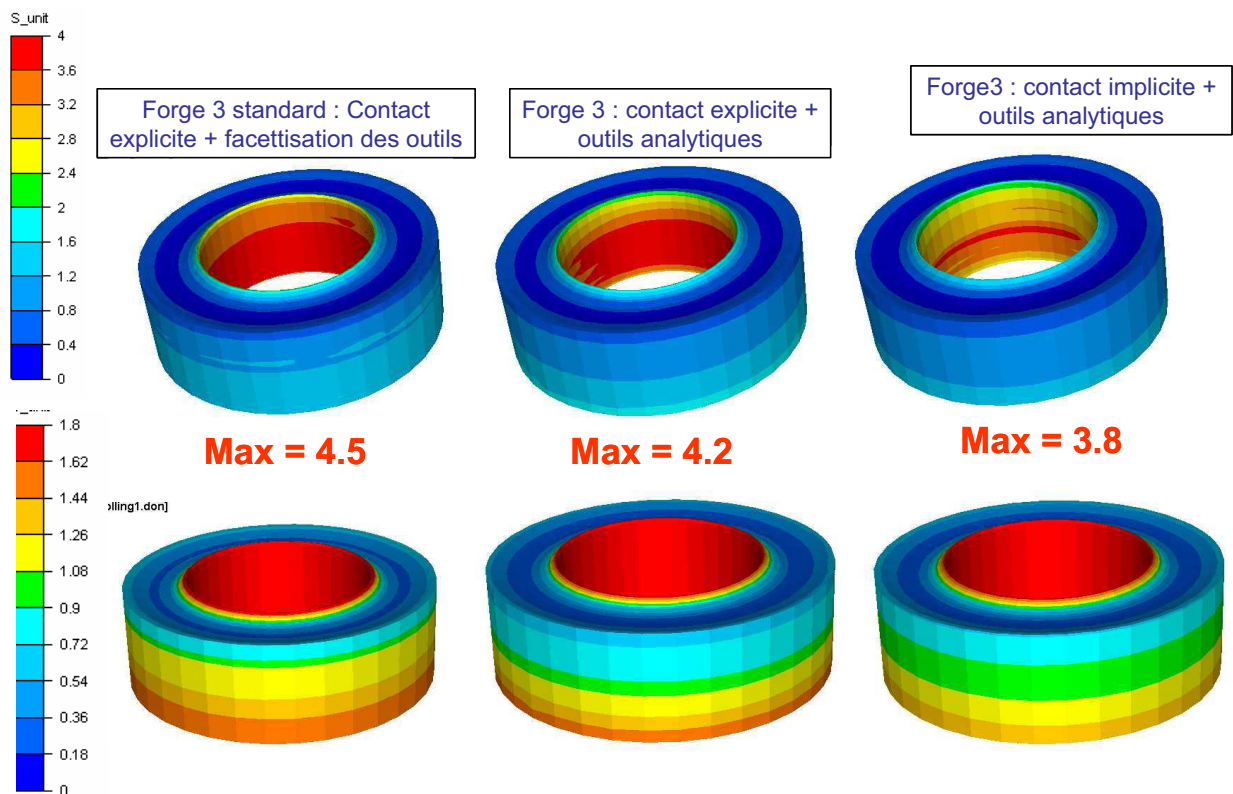 S_unit
4
3.6
3.2
2.8
2.4
2
1.6
1.2
0.8
0.4
0
Forge 3 standard : Contact
explicite + facettisation des outils
Forge 3 : contact explicite +
outils analytiques
Forge3 : contact implicite +
outils analytiques
Max = 4.5
Max = 4.2
Max = 3.8
1.8
1.62
1.44
1.26
1.08
0.9
0.72
0.54
0.36
0.18
0
olling1.don]